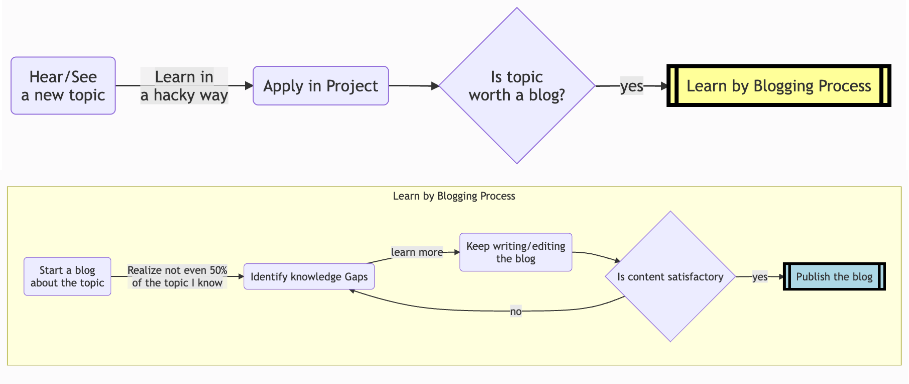 Hear/See
a new topic
Learn in
a hacky way
Apply in Project
Is topic
worth a blog?
yes
Learn by Blogging Process
Learn by Blogging Process
Start a blog
about the topic
Realize not even 50%
of the topic I know
Identify knowledge Gaps
learn more
Keep writing/editing
the blog
Is content satisfactory
yes
Publish the blog
no